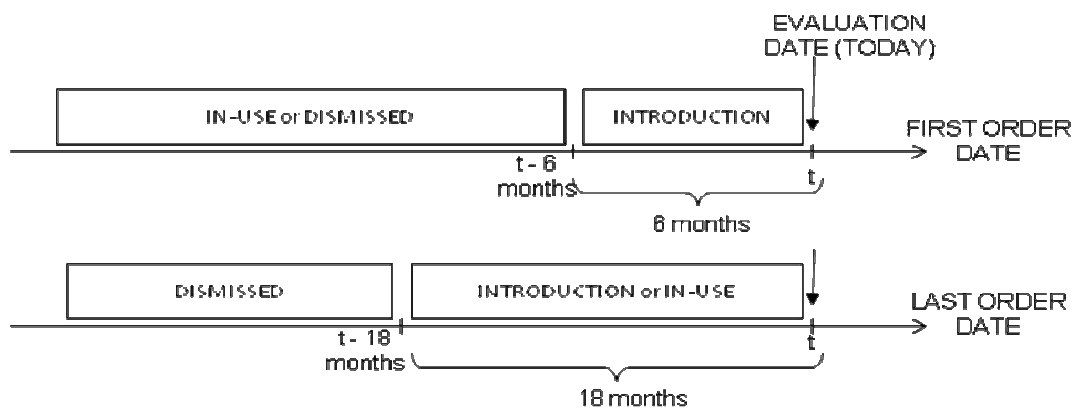 EVALUATION
DATE (TODAY)
IN-USE or DISMISSED
INTRODUCTION
FIRST ORDER
DATE
t - 6
months
t
6 months
DISMISSED
INTRODUCTION or IN-USE
LAST ORDER
DATE
t - 18
months
t
18 months